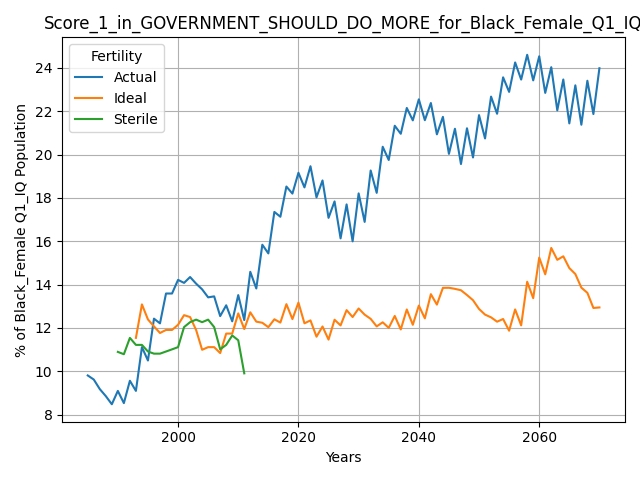 Score_1_in_GOVERNMENT_SHOULD_DO_MORE_for_Black_Female_Q1_IQ
Fertility
Actual
Ideal
Sterile
% of Black_Female Q1_IQ Population
24
22
20
18
16
14
12
10
8
2000 2020 2040 2060
Years